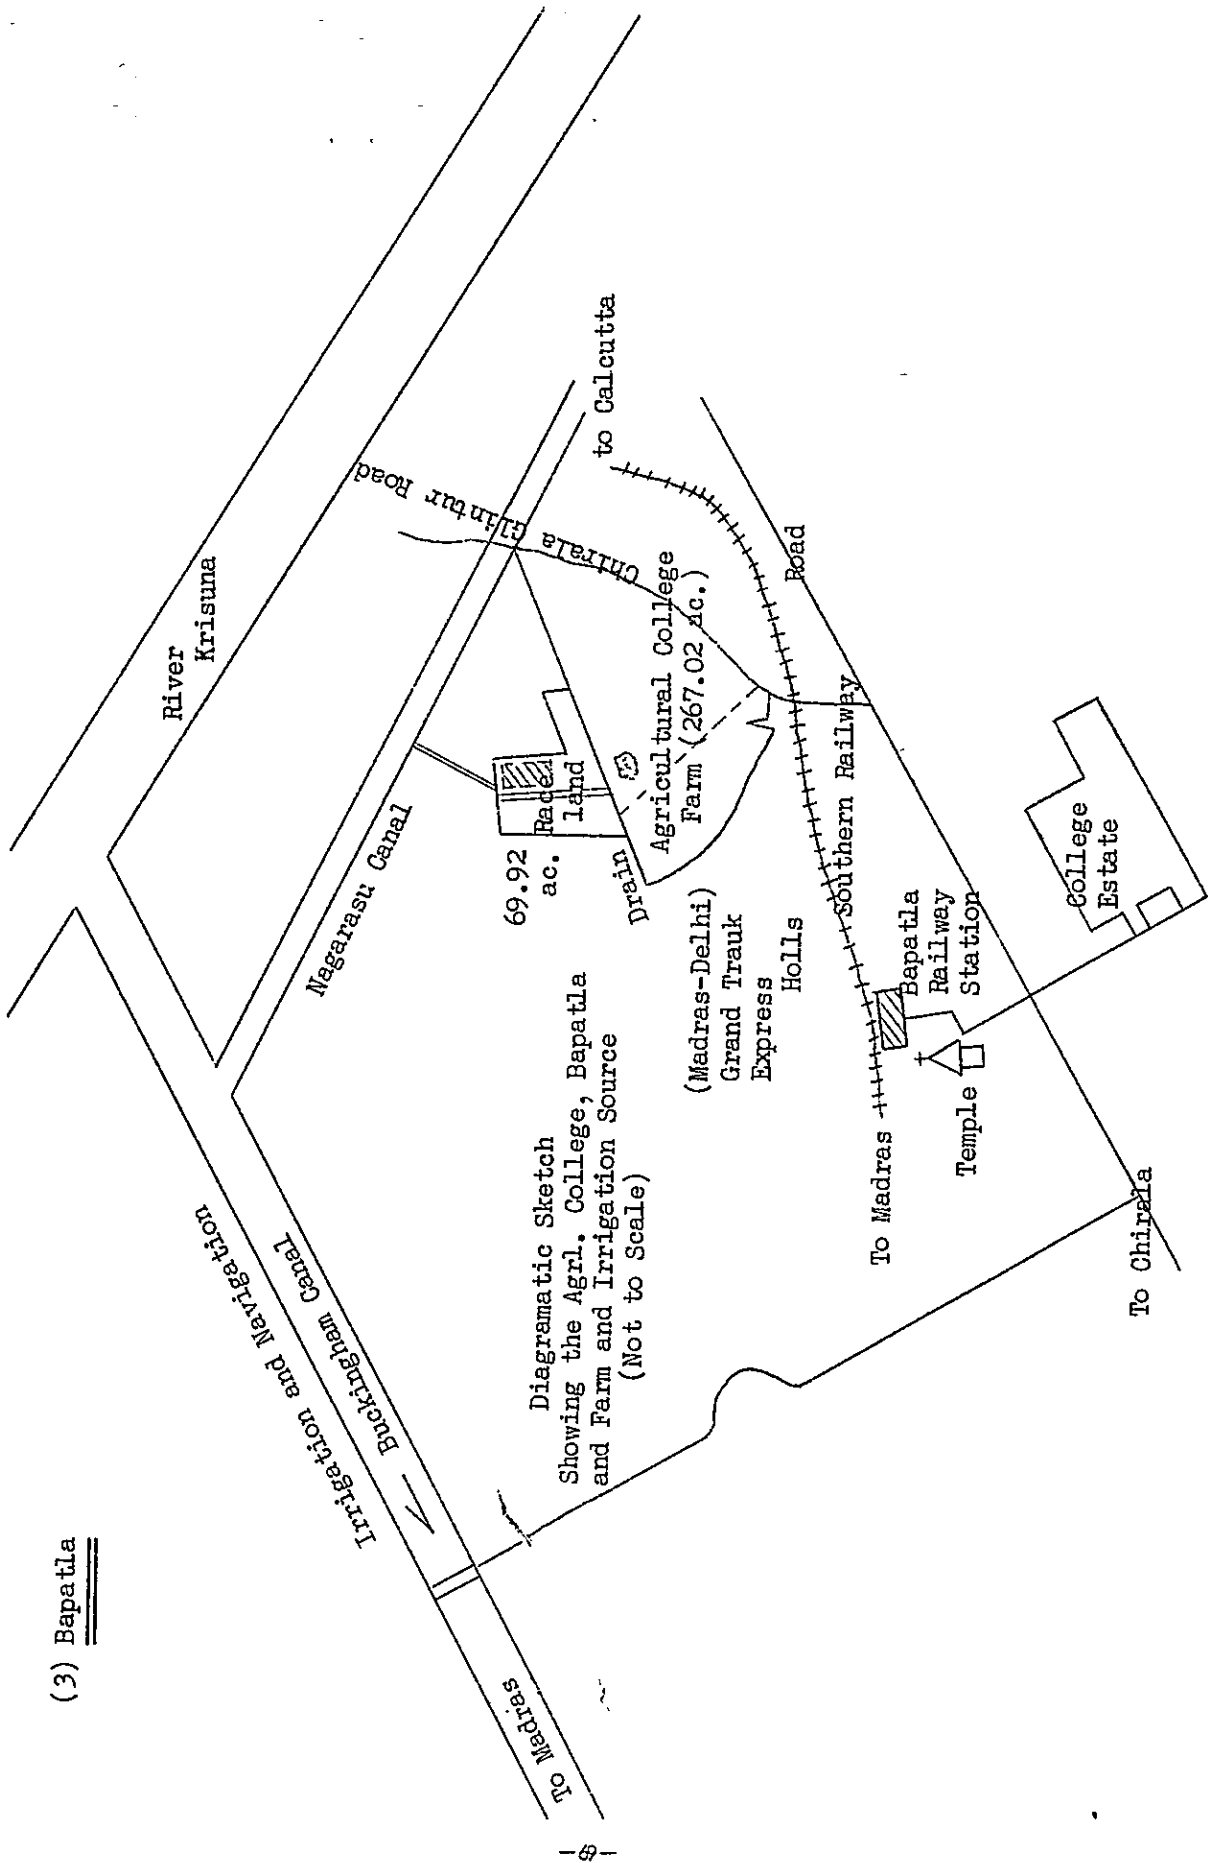 (3) Bapatla
River
Krisuna
Irrigation and Navigation
Buckingham Canal
To Madras
Nagarasu Canal
Chirala Glintur Road
to Calcutta
69.92
ac.
Raced
land
Drain
Agricultural College
Farm (267.02 ac.)
(Madras-Delhi)
Grand Trauk
Express
Holls
Southern Railway
Road
Diagramatic Sketch
Showing the Agrl. College, Bapatla
and Farm and Irrigation Source
(Not to Scale)
To Madras
Bapatla
Railway
Station
Temple
College
Estate
To Chirala
-69-